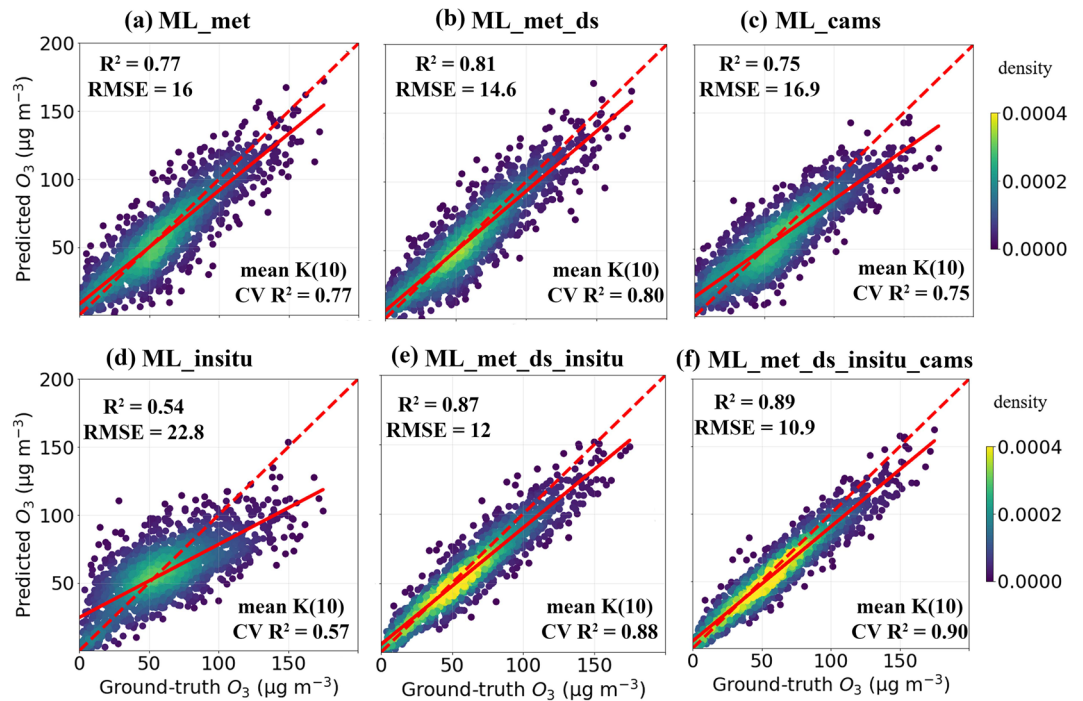 (a) ML_met
(b) ML_met_ds
(c) ML_cams
200
150
100
50
Predicted O₃ (µg m⁻³)
R² = 0.77
RMSE = 16
mean K(10)
CV R² = 0.77
R² = 0.81
RMSE = 14.6
mean K(10)
CV R² = 0.80
R² = 0.75
RMSE = 16.9
mean K(10)
CV R² = 0.75
density
0.0004
0.0002
0.0000
(d) ML_insitu
(e) ML_met_ds_insitu
(f) ML_met_ds_insitu_cams
200
150
100
50
Predicted O₃ (µg m⁻³)
R² = 0.54
RMSE = 22.8
mean K(10)
CV R² = 0.57
R² = 0.87
RMSE = 12
mean K(10)
CV R² = 0.88
R² = 0.89
RMSE = 10.9
mean K(10)
CV R² = 0.90
density
0.0004
0.0002
0.0000
0 50 100 150
0 50 100 150
0 50 100 150
Ground-truth O₃ (µg m⁻³)
Ground-truth O₃ (µg m⁻³)
Ground-truth O₃ (µg m⁻³)